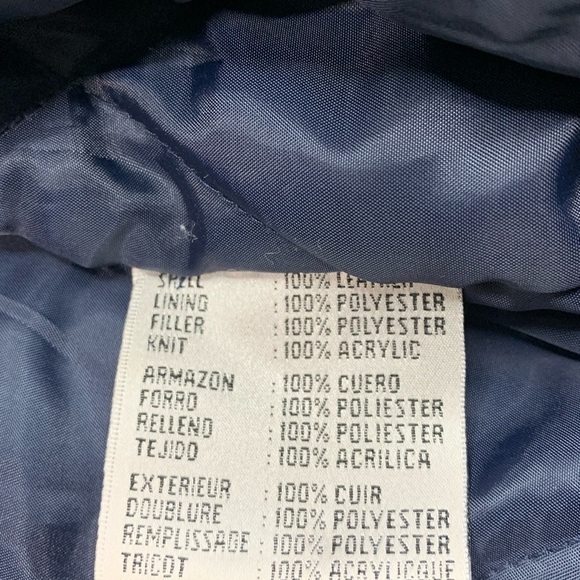 SHELL : 100% LEATHER
LINING : 100% POLYESTER
FILLER : 100% POLYESTER
KNIT : 100% ACRYLIC
ARMAZON : 100% CUERO
FORRO : 100% POLIESTER
RELLENO : 100% POLIESTER
TEJIDO : 100% ACRILICA
EXTERIEUR : 100% CUIR
DOUBLURE : 100% POLYESTER
REMPLISSAGE : 100% POLYESTER
TRICOT : 100% ACRYLIQUE